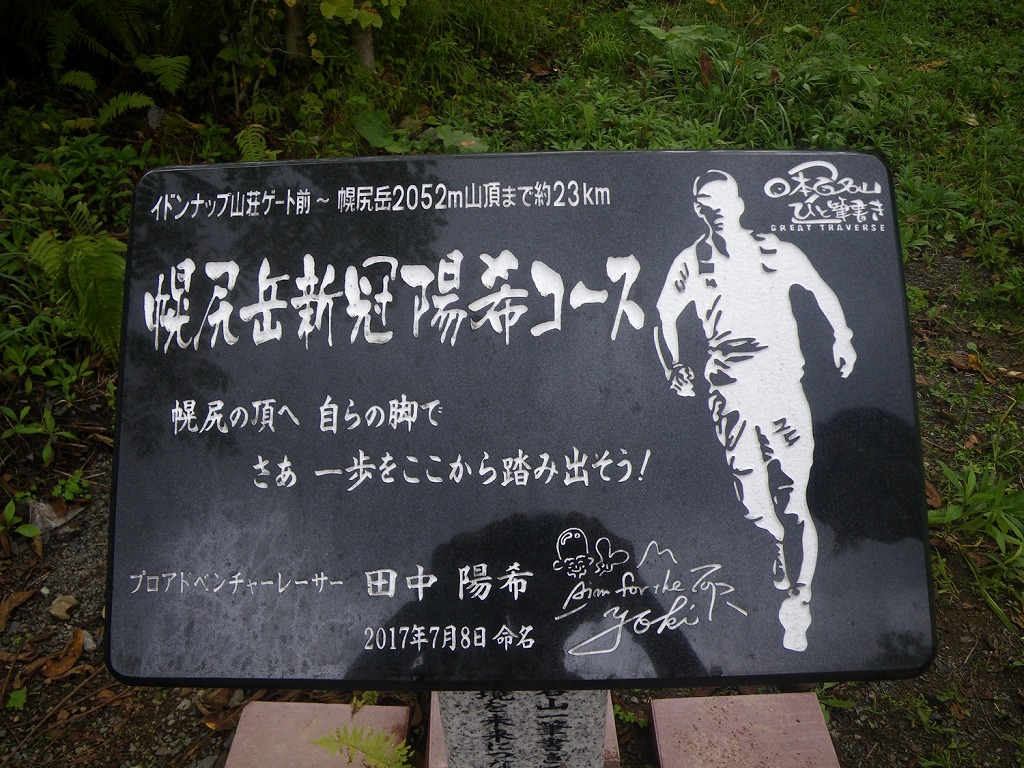 イドンナップ山荘ゲート前～幌尻岳2052m山頂まで約23km
日本百名山
ひと筆書き
GREAT TRAVERSE
幌尻岳新冠陽希コース
幌尻の頂へ 自らの脚で
さあ 一歩をここから踏み出そう!
プロアドベンチャーレーサー 田中 陽希
Aim for the Top
yoki
2017年7月8日 命名